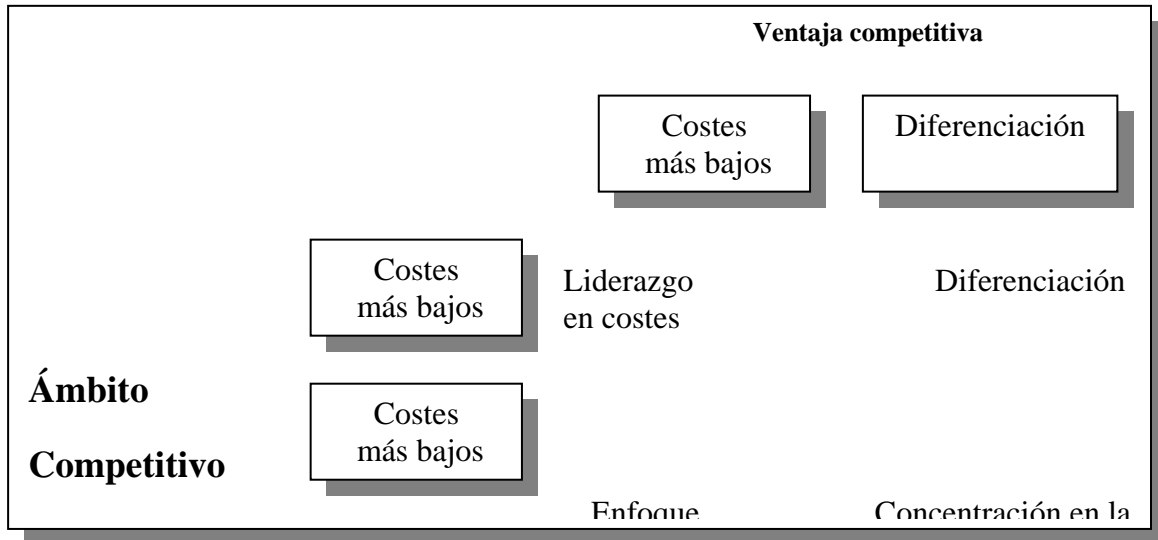 Ventaja competitiva
Costes
más bajos
Diferenciación
Costes
más bajos
Liderazgo
en costes
Diferenciación
Ámbito
Competitivo
Costes
más bajos
Enfoque
Concentración en la